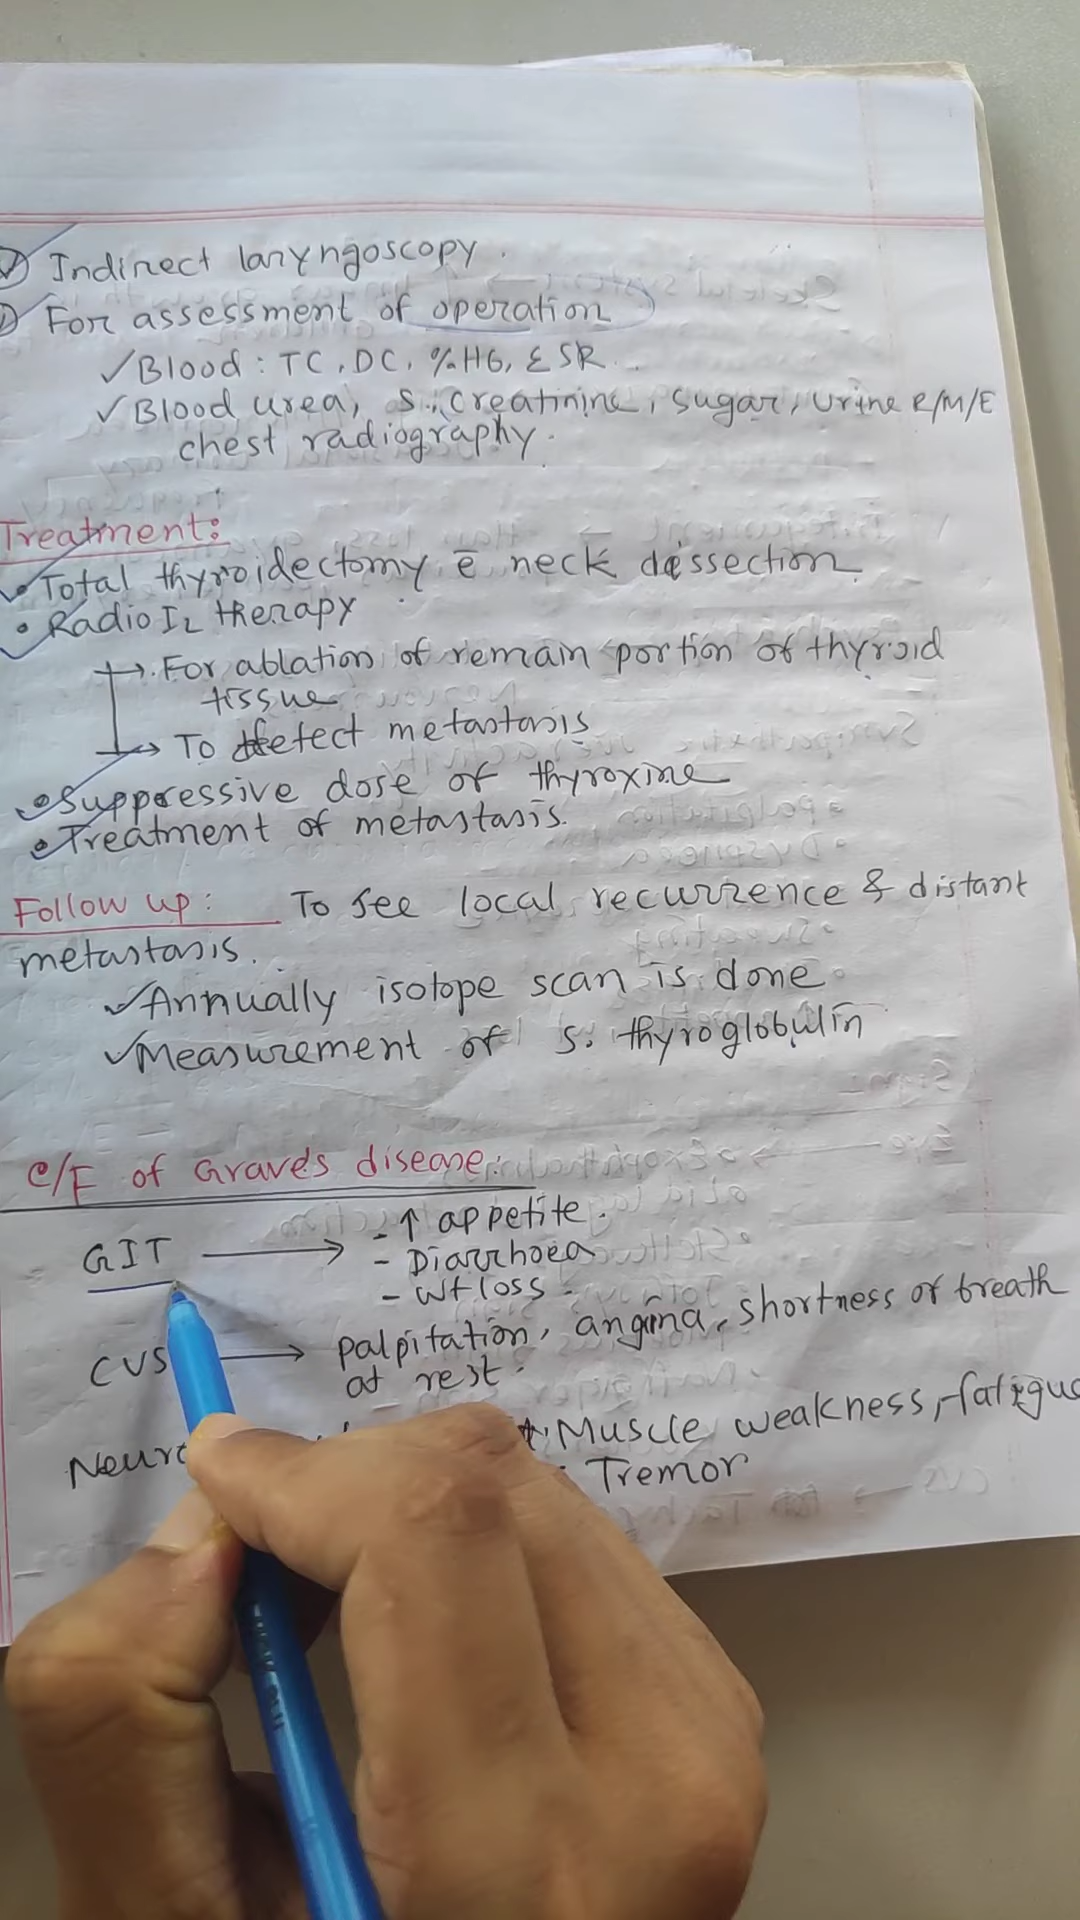 Indirect laryngoscopy.
For assessment of operation
✓Blood: TC, DC, %HG, ESR.
✓Blood urea, S. creatinine, sugar, urine R/M/E
chest radiography.
Treatment:
• Total thyroidectomy c̄ neck dissection.
• Radio I₂ therapy
→ For ablation of remain portion of thyroid
tissue
→ To detect metastasis
• Suppressive dose of thyroxine
• Treatment of metastasis.
Follow up: To see local recurrence & distant
metastasis.
✓Annually isotope scan is done
✓Measurement of S. thyroglobulin
C/F of Graves disease:
GIT → - ↑ appetite.
- Diarrhoea
- Wt loss.
CVS → palpitation, angina, shortness of breath
at rest.
Muscle weakness, fatigue
Tremor